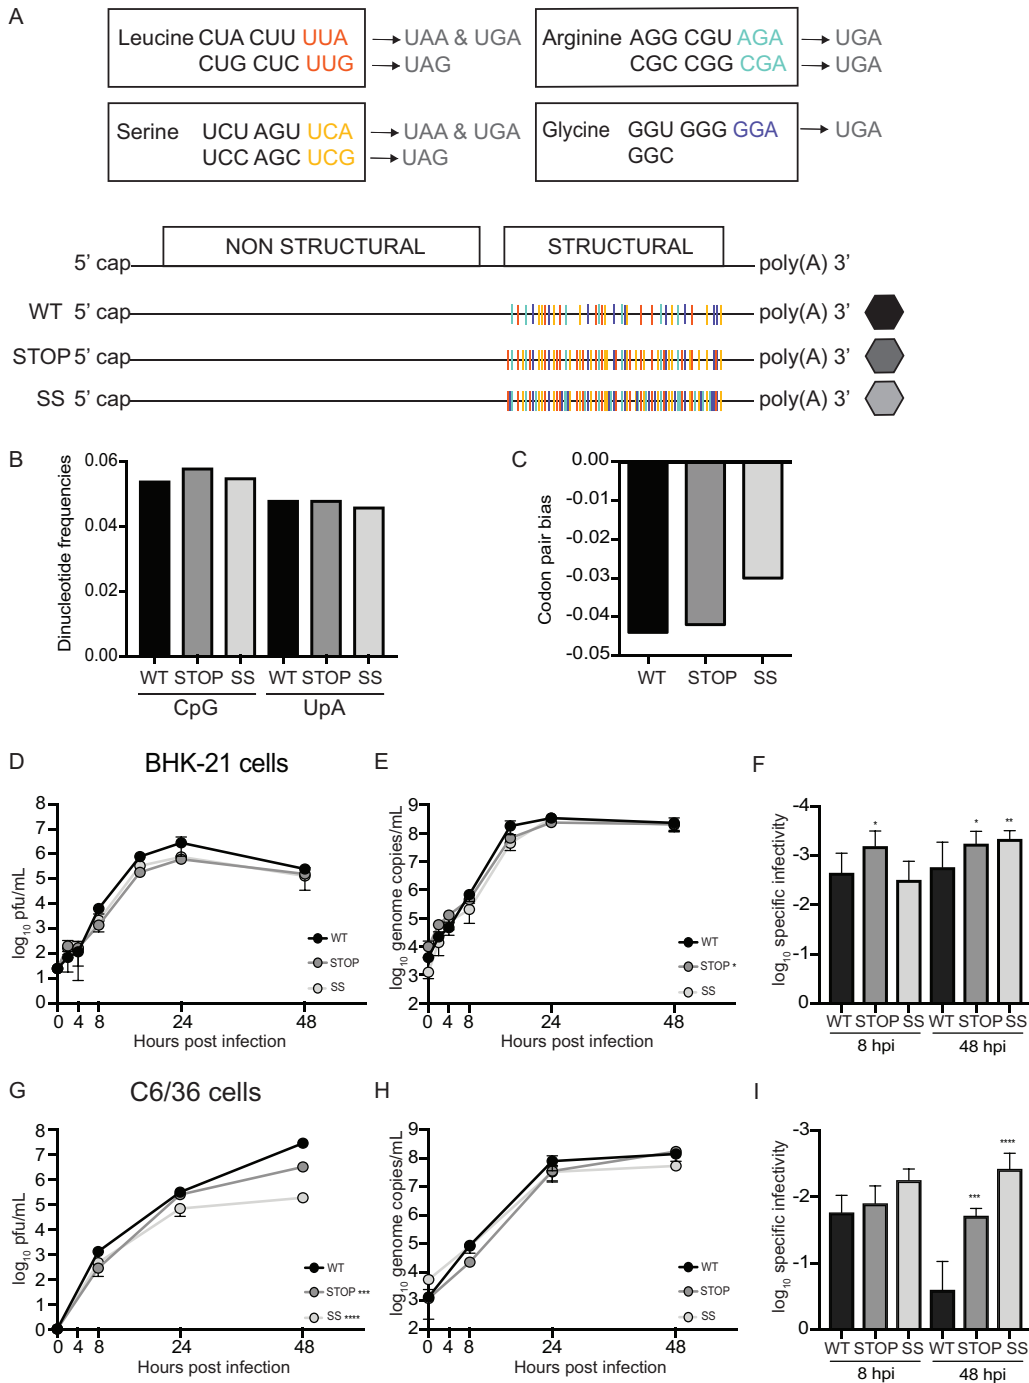 A
Leucine CUA CUU UUA → UAA & UGA
CUG CUC UUG → UAG
Arginine AGG CGU AGA → UGA
CGC CGG CGA → UGA
Serine UCU AGU UCA → UAA & UGA
UCC AGC UCG → UAG
Glycine GGU GGG GGA → UGA
GGC
NON STRUCTURAL STRUCTURAL
5' cap poly(A) 3'
WT 5' cap poly(A) 3'
STOP 5' cap poly(A) 3'
SS 5' cap poly(A) 3'
B
Dinucleotide frequencies
0.06
0.04
0.02
0.00
WT STOP SS WT STOP SS
CpG UpA
C
Codon pair bias
0.00
-0.01
-0.02
-0.03
-0.04
-0.05
WT STOP SS
D BHK-21 cells
log10 pfu/mL
8
7
6
5
4
3
2
1
0
WT
STOP
SS
0 4 8 24 48
Hours post infection
E
log10 genome copies/mL
9
8
7
6
5
4
3
2
WT
STOP *
SS
0 4 8 24 48
Hours post infection
F
log10 specific infectivity
-4
-3
-2
-1
0
* * **
WT STOP SS WT STOP SS
8 hpi 48 hpi
G C6/36 cells
log10 pfu/mL
8
7
6
5
4
3
2
1
0
WT
STOP ***
SS ****
0 4 8 24 48
Hours post infection
H
log10 genome copies/mL
9
8
7
6
5
4
3
2
WT
STOP
SS
0 4 8 24 48
Hours post infection
I
log10 specific infectivity
-3
-2
-1
-0
*** ****
WT STOP SS WT STOP SS
8 hpi 48 hpi